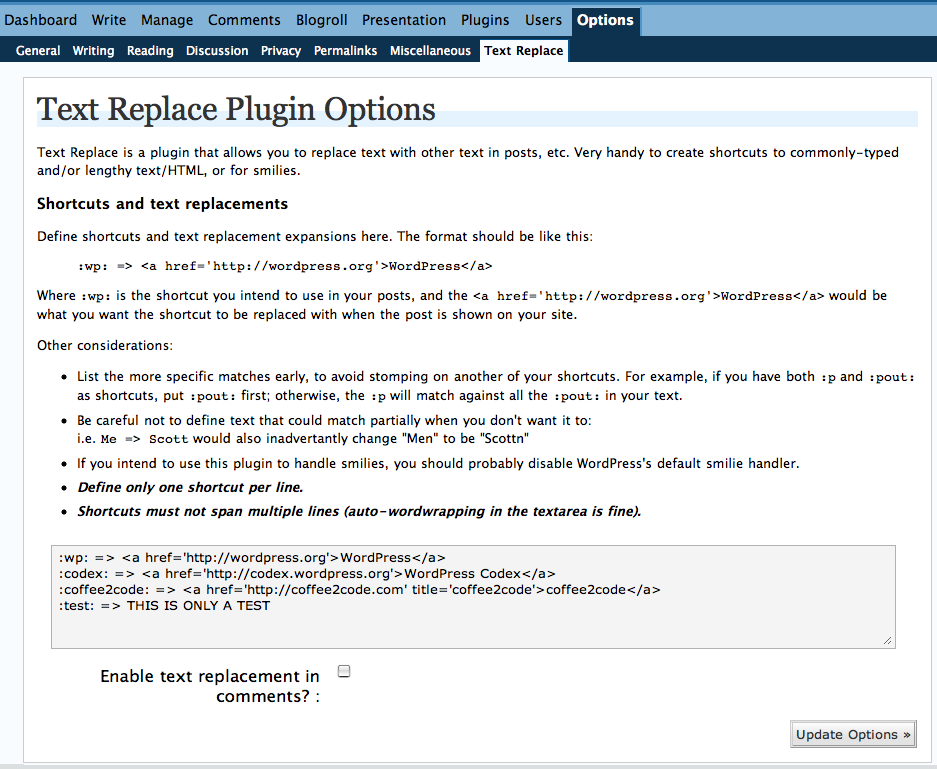 Dashboard Write Manage Comments Blogroll Presentation Plugins Users Options
General Writing Reading Discussion Privacy Permalinks Miscellaneous Text Replace
Text Replace Plugin Options
Text Replace is a plugin that allows you to replace text with other text in posts, etc. Very handy to create shortcuts to commonly-typed
and/or lengthy text/HTML, or for smilies.
Shortcuts and text replacements
Define shortcuts and text replacement expansions here. The format should be like this:
:wp: => <a href='http://wordpress.org'>WordPress</a>
Where :wp: is the shortcut you intend to use in your posts, and the <a href='http://wordpress.org'>WordPress</a> would be
what you want the shortcut to be replaced with when the post is shown on your site.
Other considerations:
• List the more specific matches early, to avoid stomping on another of your shortcuts. For example, if you have both :p and :pout:
as shortcuts, put :pout: first; otherwise, the :p will match against all the :pout: in your text.
• Be careful not to define text that could match partially when you don't want it to:
i.e. Me => Scott would also inadvertantly change "Men" to be "Scottn"
• If you intend to use this plugin to handle smilies, you should probably disable WordPress's default smilie handler.
• Define only one shortcut per line.
• Shortcuts must not span multiple lines (auto-wordwrapping in the textarea is fine).
:wp: => <a href='http://wordpress.org'>WordPress</a>
:codex: => <a href='http://codex.wordpress.org'>WordPress Codex</a>
:coffee2code: => <a href='http://coffee2code.com' title='coffee2code'>coffee2code</a>
:test: => THIS IS ONLY A TEST
Enable text replacement in
comments? :
Update Options »